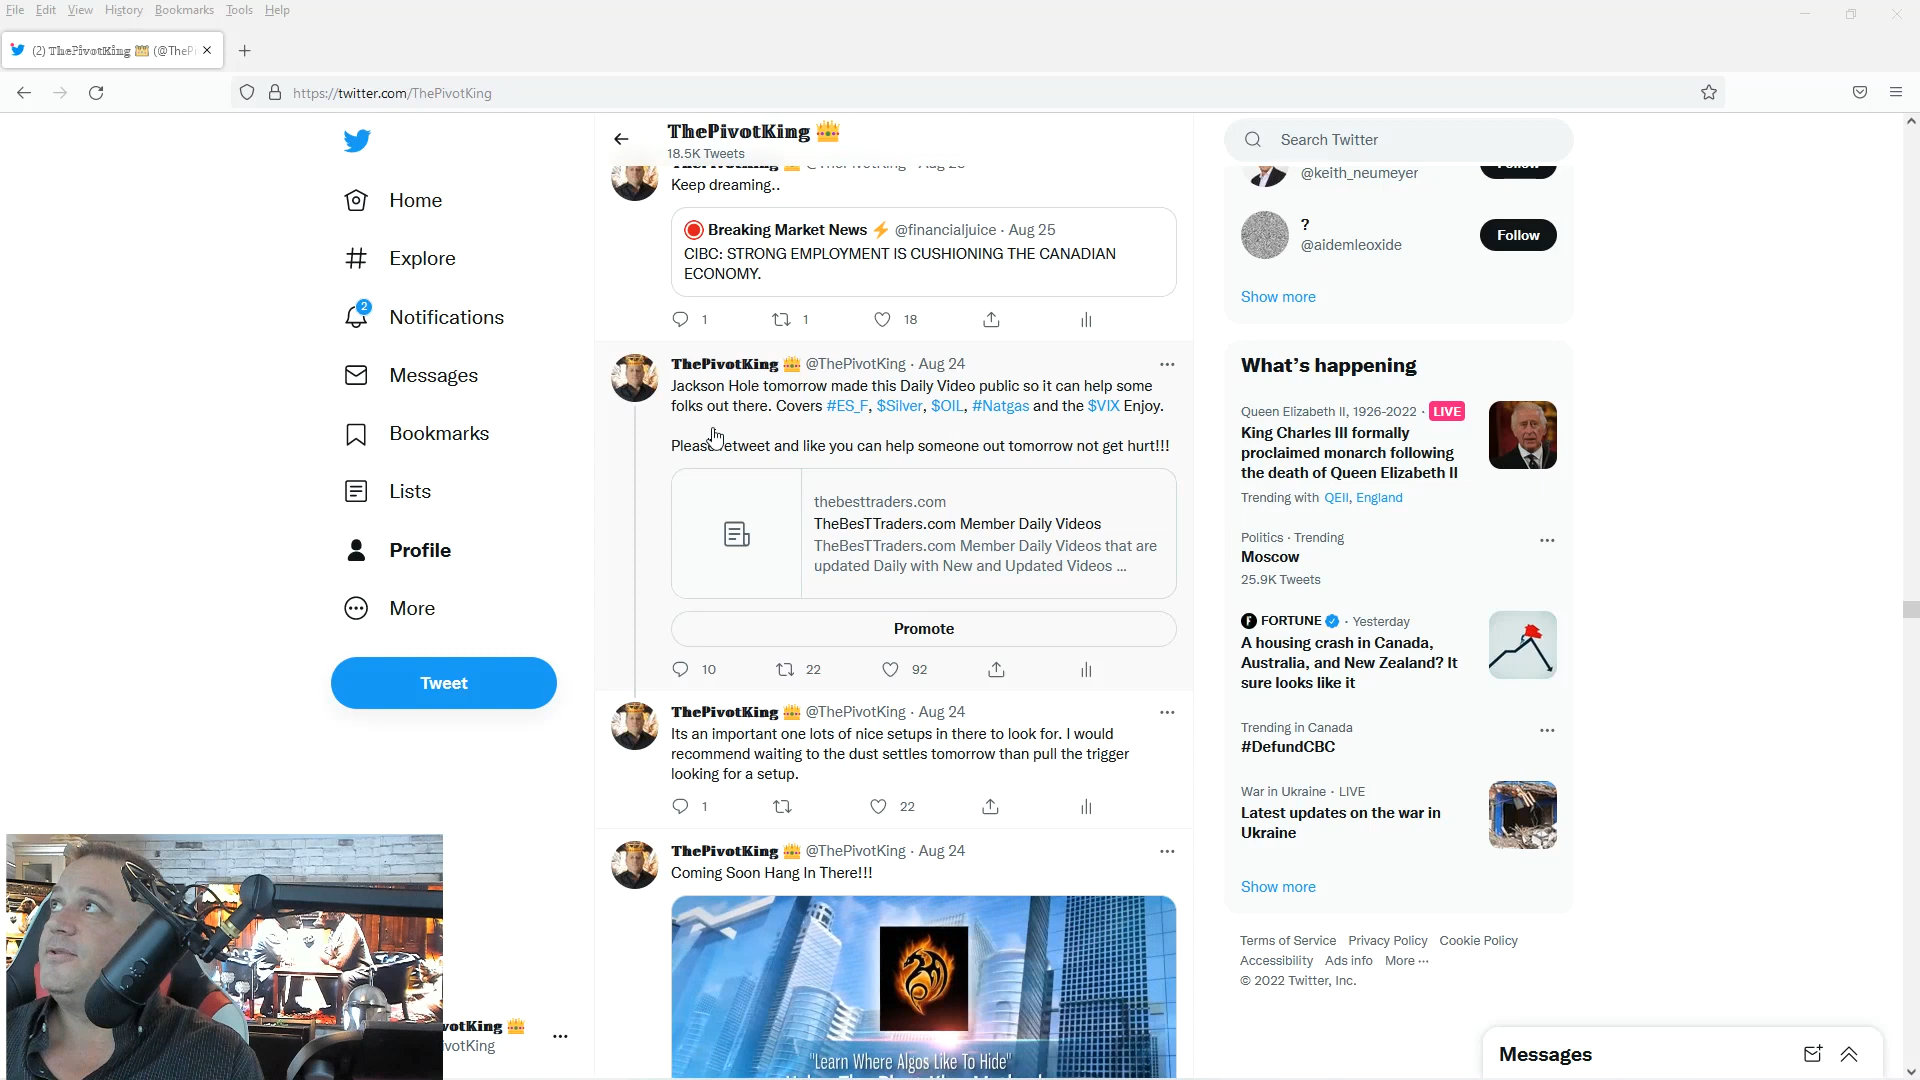 File Edit View History Bookmarks Tools Help
(2) ThePivotKing 👑 (@TheP
https://twitter.com/ThePivotKing
Home
Explore
2
Notifications
Messages
Bookmarks
Lists
Profile
More
Tweet
ThePivotKing 👑
18.5K Tweets
Keep dreaming..
Breaking Market News ⚡ @financialjuice · Aug 25
CIBC: STRONG EMPLOYMENT IS CUSHIONING THE CANADIAN
ECONOMY.
1 1 18
ThePivotKing 👑 @ThePivotKing · Aug 24
Jackson Hole tomorrow made this Daily Video public so it can help some
folks out there. Covers #ES_F, $Silver, $OIL, #Natgas and the $VIX Enjoy.
Please retweet and like you can help someone out tomorrow not get hurt!!!
thebesttraders.com
TheBesTTraders.com Member Daily Videos
TheBesTTraders.com Member Daily Videos that are
updated Daily with New and Updated Videos ...
Promote
10 22 92
ThePivotKing 👑 @ThePivotKing · Aug 24
Its an important one lots of nice setups in there to look for. I would
recommend waiting to the dust settles tomorrow than pull the trigger
looking for a setup.
1 22
ThePivotKing 👑 @ThePivotKing · Aug 24
Coming Soon Hang In There!!!
"Learn Where Algos Like To Hide"
votKing 👑
votKing
Search Twitter
@keith_neumeyer
?
@aidemleoxide
Follow
Show more
What's happening
Queen Elizabeth II, 1926-2022 · LIVE
King Charles III formally
proclaimed monarch following
the death of Queen Elizabeth II
Trending with QEII, England
Politics · Trending
Moscow
25.9K Tweets
FORTUNE · Yesterday
A housing crash in Canada,
Australia, and New Zealand? It
sure looks like it
Trending in Canada
#DefundCBC
War in Ukraine · LIVE
Latest updates on the war in
Ukraine
Show more
Terms of Service Privacy Policy Cookie Policy
Accessibility Ads info More ···
© 2022 Twitter, Inc.
Messages